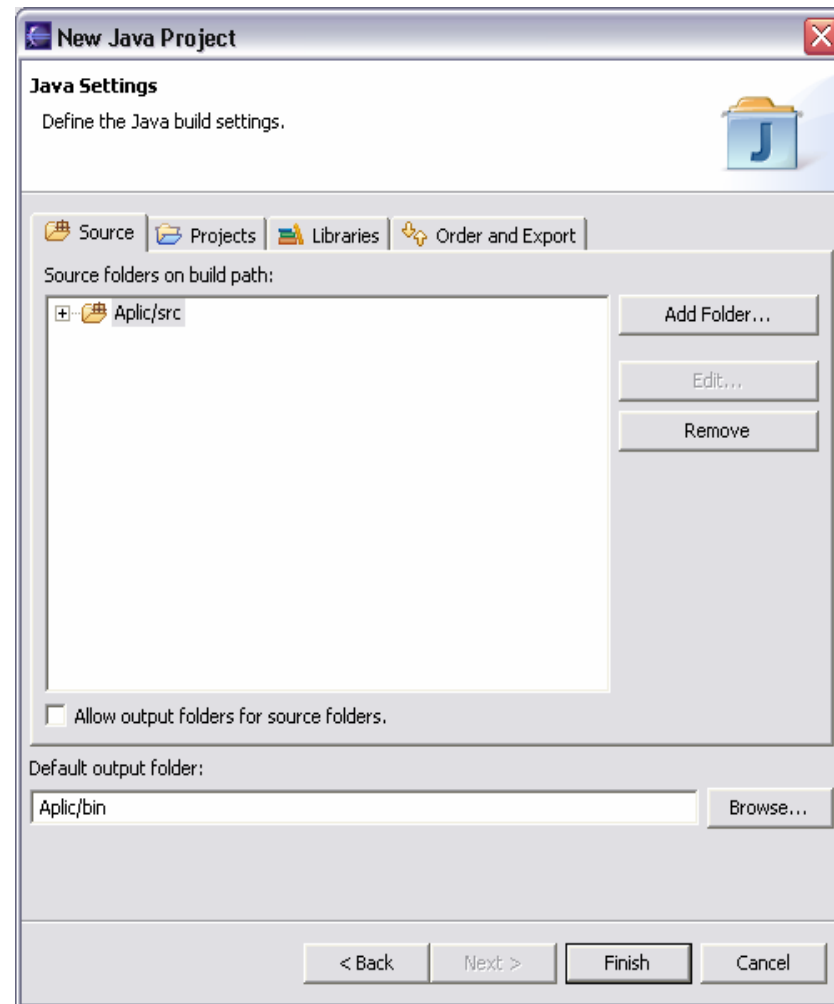 New Java Project
Java Settings
Define the Java build settings.
J
Source Projects Libraries Order and Export
Source folders on build path:
Aplic/src
Add Folder...
Edit...
Remove
Allow output folders for source folders.
Default output folder:
Aplic/bin
Browse...
< Back Next > Finish Cancel